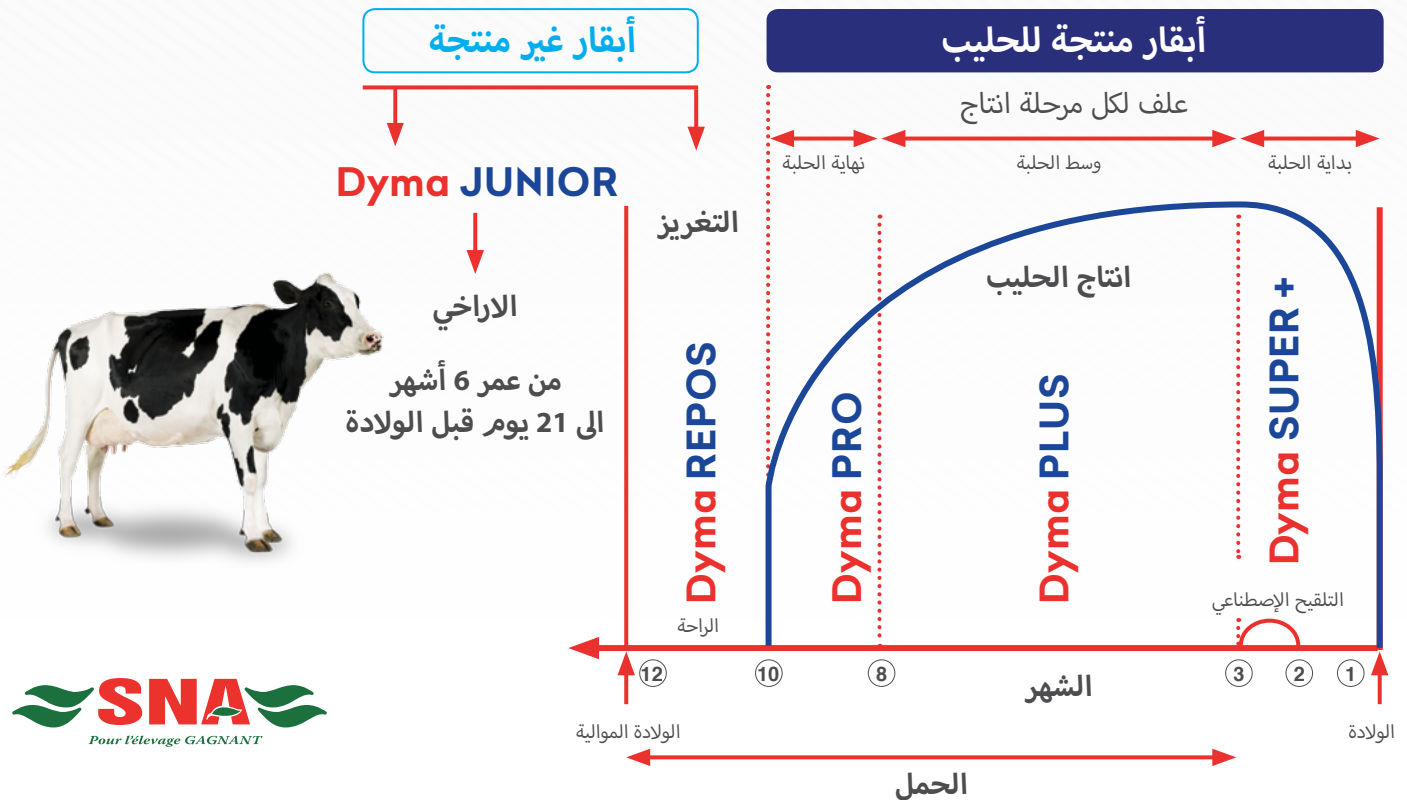 أبقار منتجة للحليب
أبقار غير منتجة
علف لكل مرحلة انتاج
بداية الحلبة
وسط الحلبة
نهاية الحلبة
Dyma JUNIOR
التغريز
الاراخي
من عمر 6 أشهر
الى 21 يوم قبل الولادة
انتاج الحليب
Dyma SUPER +
Dyma PLUS
Dyma PRO
Dyma REPOS
التلقيح الإصطناعي
الراحة
1
2
3
8
10
12
الشهر
الولادة
الولادة الموالية
الحمل
SNA
Pour l'élevage GAGNANT